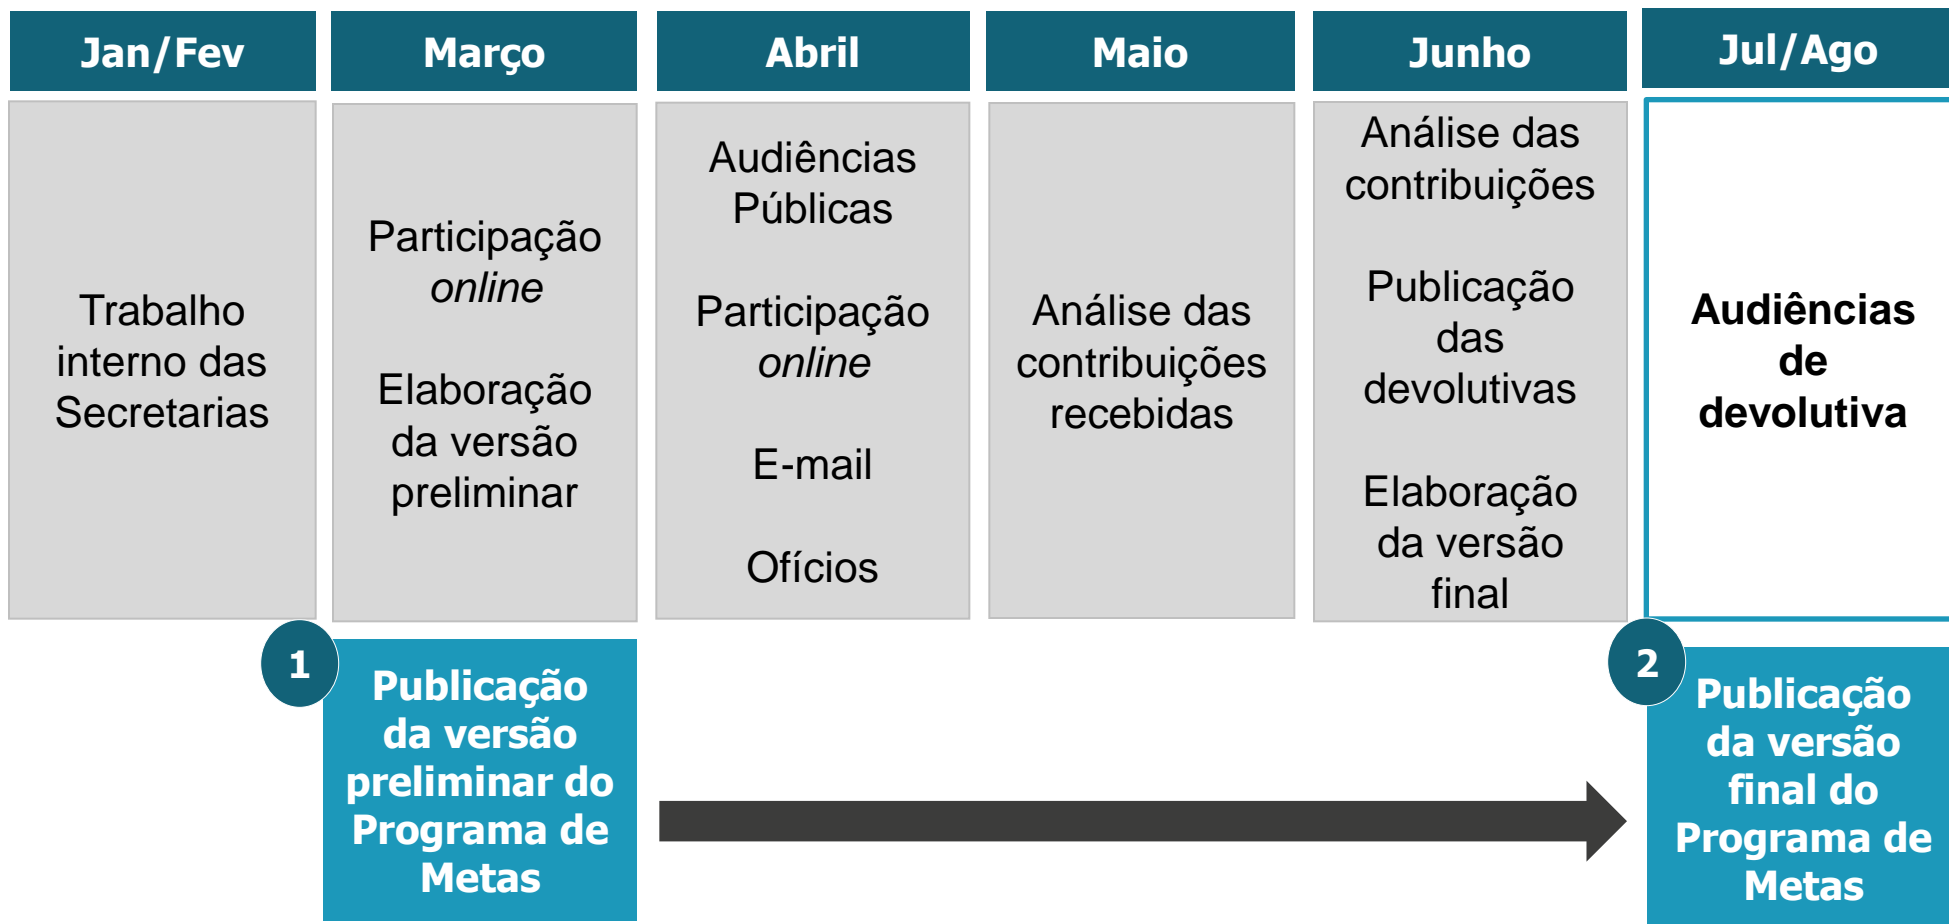 Jan/Fev
Março
Abril
Maio
Junho
Jul/Ago
Trabalho
interno das
Secretarias
Participação
online
Elaboração
da versão
preliminar
Audiências
Públicas
Participação
online
E-mail
Ofícios
Análise das
contribuições
recebidas
Análise das
contribuições
Publicação
das
devolutivas
Elaboração
da versão
final
Audiências
de
devolutiva
1
Publicação
da versão
preliminar do
Programa de
Metas
2
Publicação
da versão
final do
Programa de
Metas